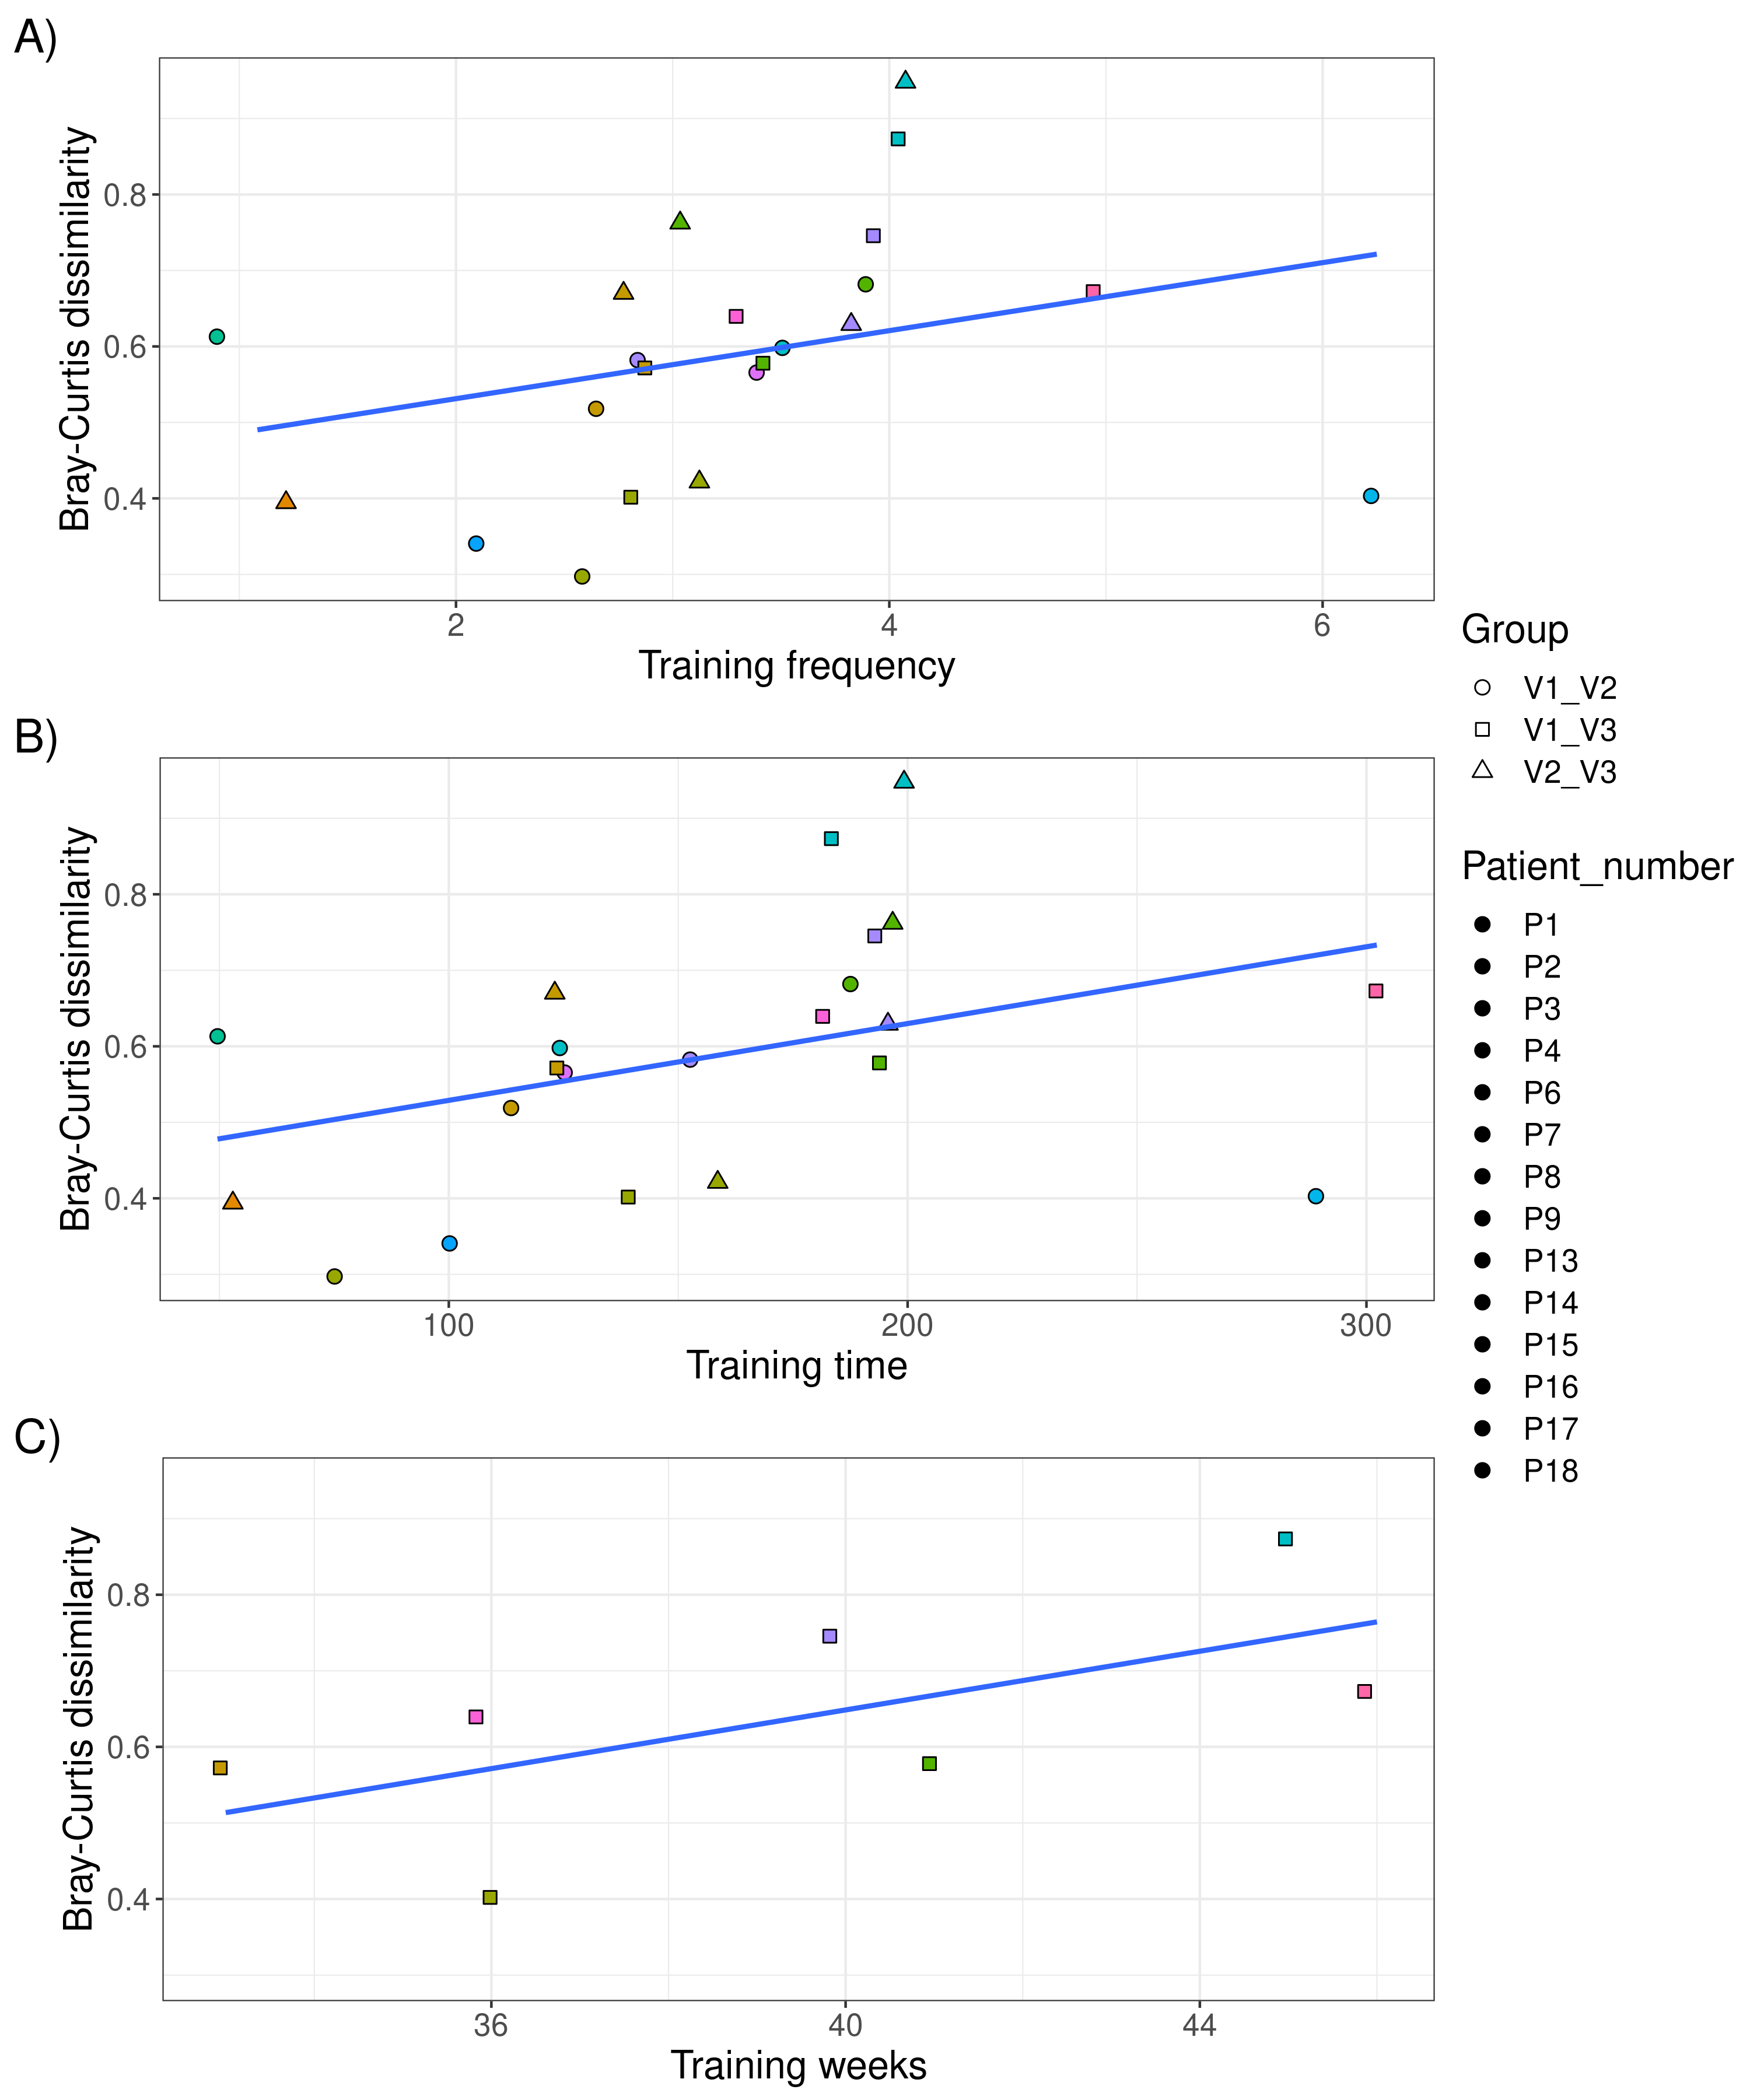 A)
Bray-Curtis dissimilarity
0.8
0.6
0.4
2
4
6
Training frequency
B)
Bray-Curtis dissimilarity
0.8
0.6
0.4
100
200
300
Training time
C)
Bray-Curtis dissimilarity
0.8
0.6
0.4
36
40
44
Training weeks
Group
V1_V2
V1_V3
V2_V3
Patient_number
P1
P2
P3
P4
P6
P7
P8
P9
P13
P14
P15
P16
P17
P18